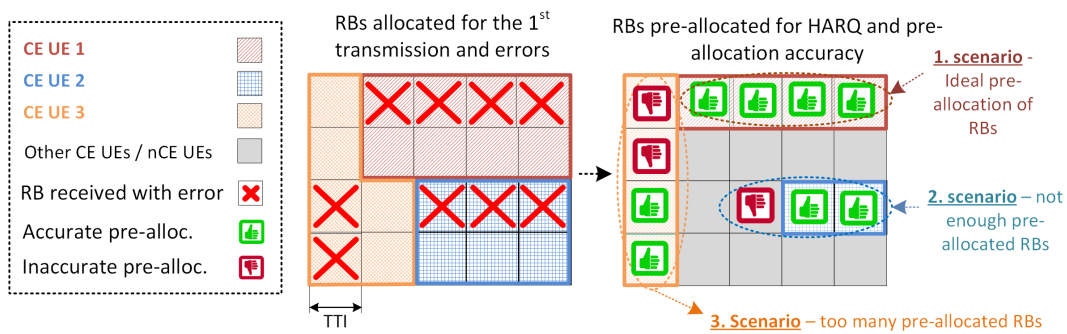 CE UE 1
CE UE 2
CE UE 3
Other CE UEs / nCE UEs
RB received with error
Accurate pre-alloc.
Inaccurate pre-alloc.
RBs allocated for the 1st
transmission and errors
TTI
RBs pre-allocated for HARQ and pre-
allocation accuracy
1. scenario -
Ideal pre-
allocation of
RBs
2. scenario – not
enough pre-
allocated RBs
3. Scenario – too many pre-allocated RBs